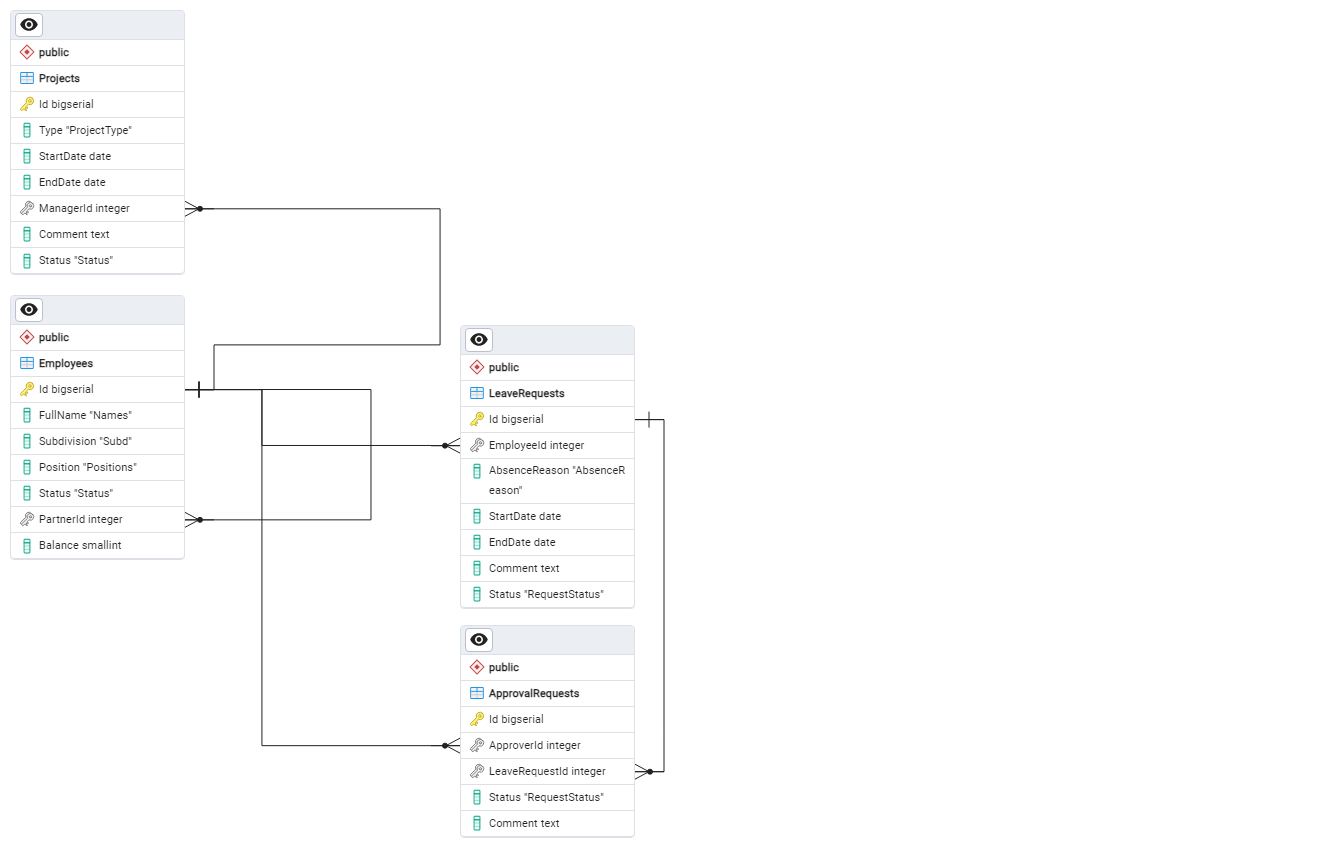 public
Projects
Id bigserial
Type "ProjectType"
StartDate date
EndDate date
ManagerId integer
Comment text
Status "Status"
public
Employees
Id bigserial
FullName "Names"
Subdivision "Subd"
Position "Positions"
Status "Status"
PartnerId integer
Balance smallint
public
LeaveRequests
Id bigserial
EmployeeId integer
AbsenceReason "AbsenceR
eason"
StartDate date
EndDate date
Comment text
Status "RequestStatus"
public
ApprovalRequests
Id bigserial
ApproverId integer
LeaveRequestId integer
Status "RequestStatus"
Comment text